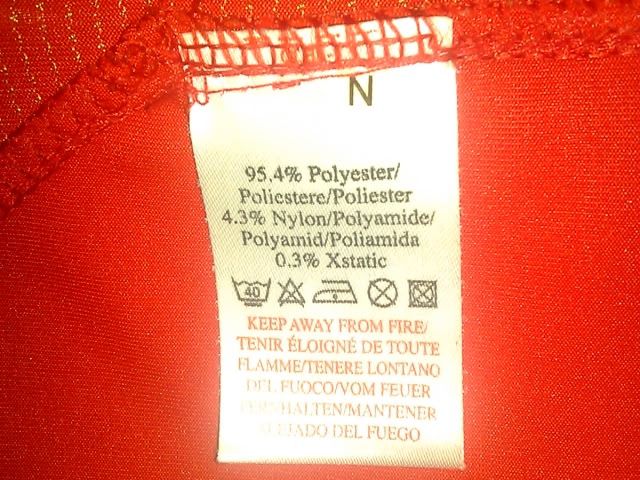 N
95.4% Polyester/
Poliestere/Poliester
4.3% Nylon/Polyamide/
Polyamid/Poliamida
0.3% Xstatic
40
KEEP AWAY FROM FIRE/
TENIR ÉLOIGNÉ DE TOUTE
FLAMME/TENERE LONTANO
DEL FUOCO/VOM FEUER
FERNHALTEN/MANTENER
ALEJADO DEL FUEGO